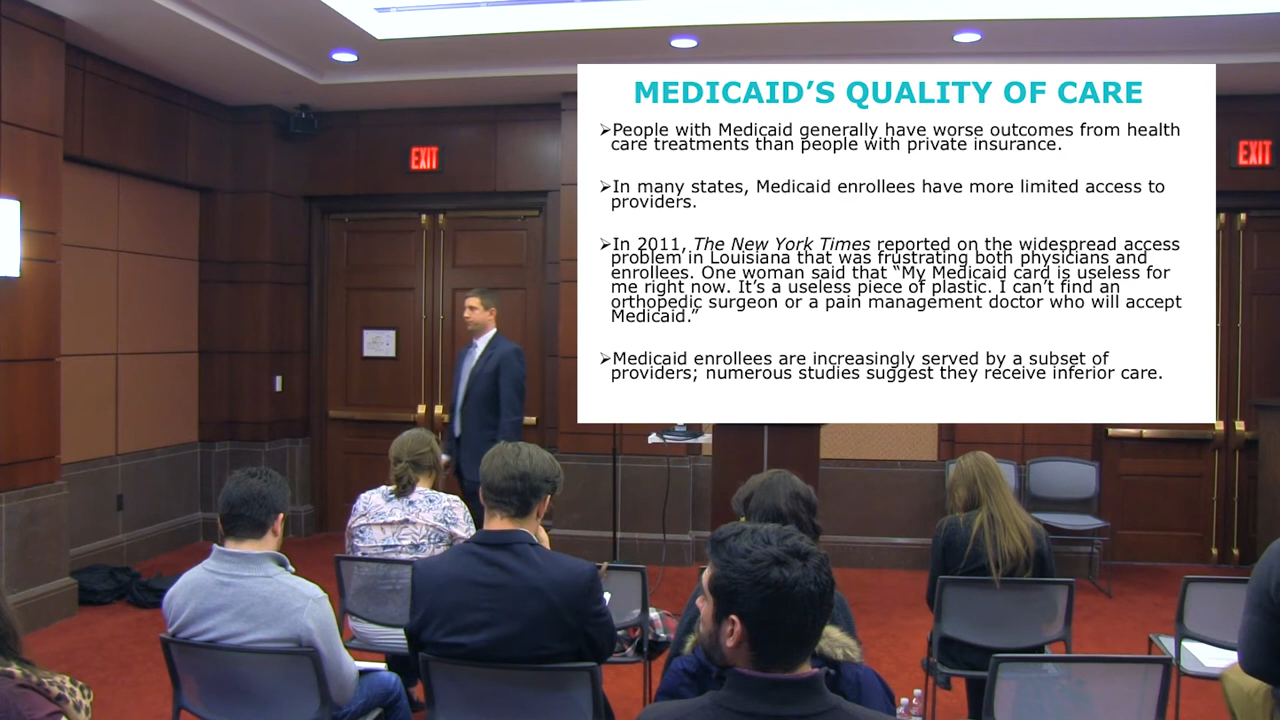 MEDICAID’S QUALITY OF CARE
➢People with Medicaid generally have worse outcomes from health
care treatments than people with private insurance.
➢In many states, Medicaid enrollees have more limited access to
providers.
➢In 2011, The New York Times reported on the widespread access
problem in Louisiana that was frustrating both physicians and
enrollees. One woman said that “My Medicaid card is useless for
me right now. It’s a useless piece of plastic. I can’t find an
orthopedic surgeon or a pain management doctor who will accept
Medicaid.”
➢Medicaid enrollees are increasingly served by a subset of
providers; numerous studies suggest they receive inferior care.
EXIT
EXIT